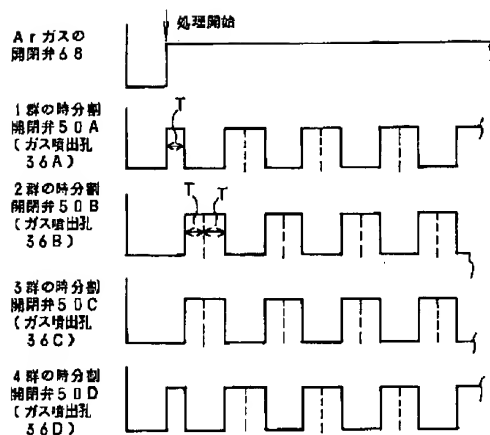 処理開始
Arガスの
開閉弁68
1群の時分割
開閉弁50A
(ガス噴出孔
36A)
T
2群の時分割
開閉弁50B
(ガス噴出孔
36B)
T T
3群の時分割
開閉弁50C
(ガス噴出孔
36C)
4群の時分割
開閉弁50D
(ガス噴出孔
36D)